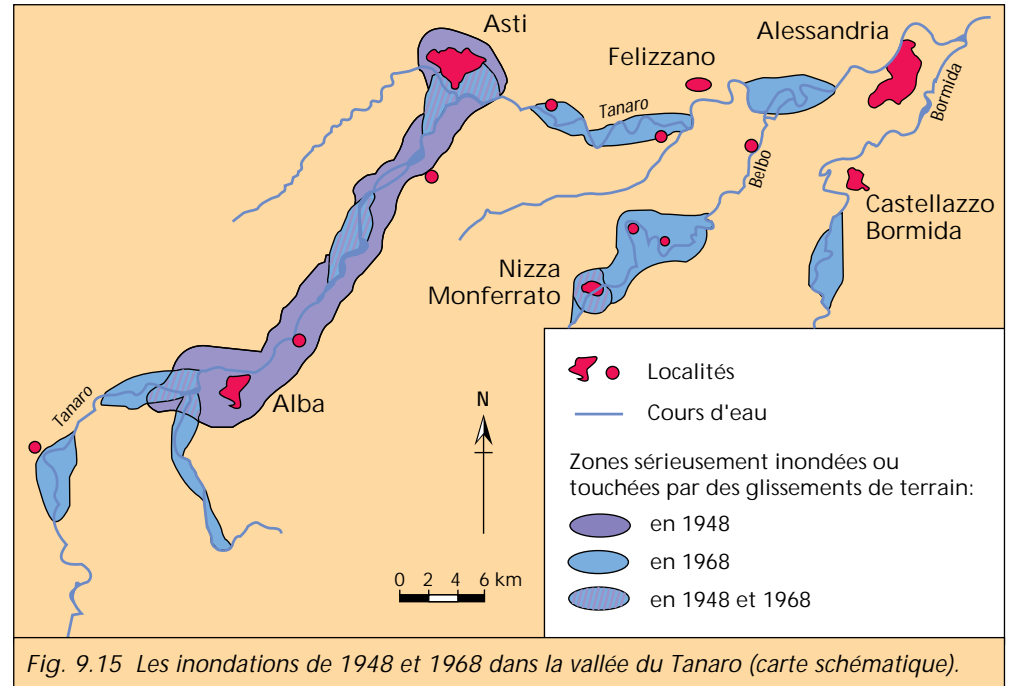 Asti
Alessandria
Felizzano
Tanaro
Bormida
Belbo
Castellazzo
Bormida
Nizza
Monferrato
Alba
Tanaro
N
0 2 4 6 km
Localités
Cours d'eau
Zones sérieusement inondées ou
touchées par des glissements de terrain:
en 1948
en 1968
en 1948 et 1968
Fig. 9.15 Les inondations de 1948 et 1968 dans la vallée du Tanaro (carte schématique).